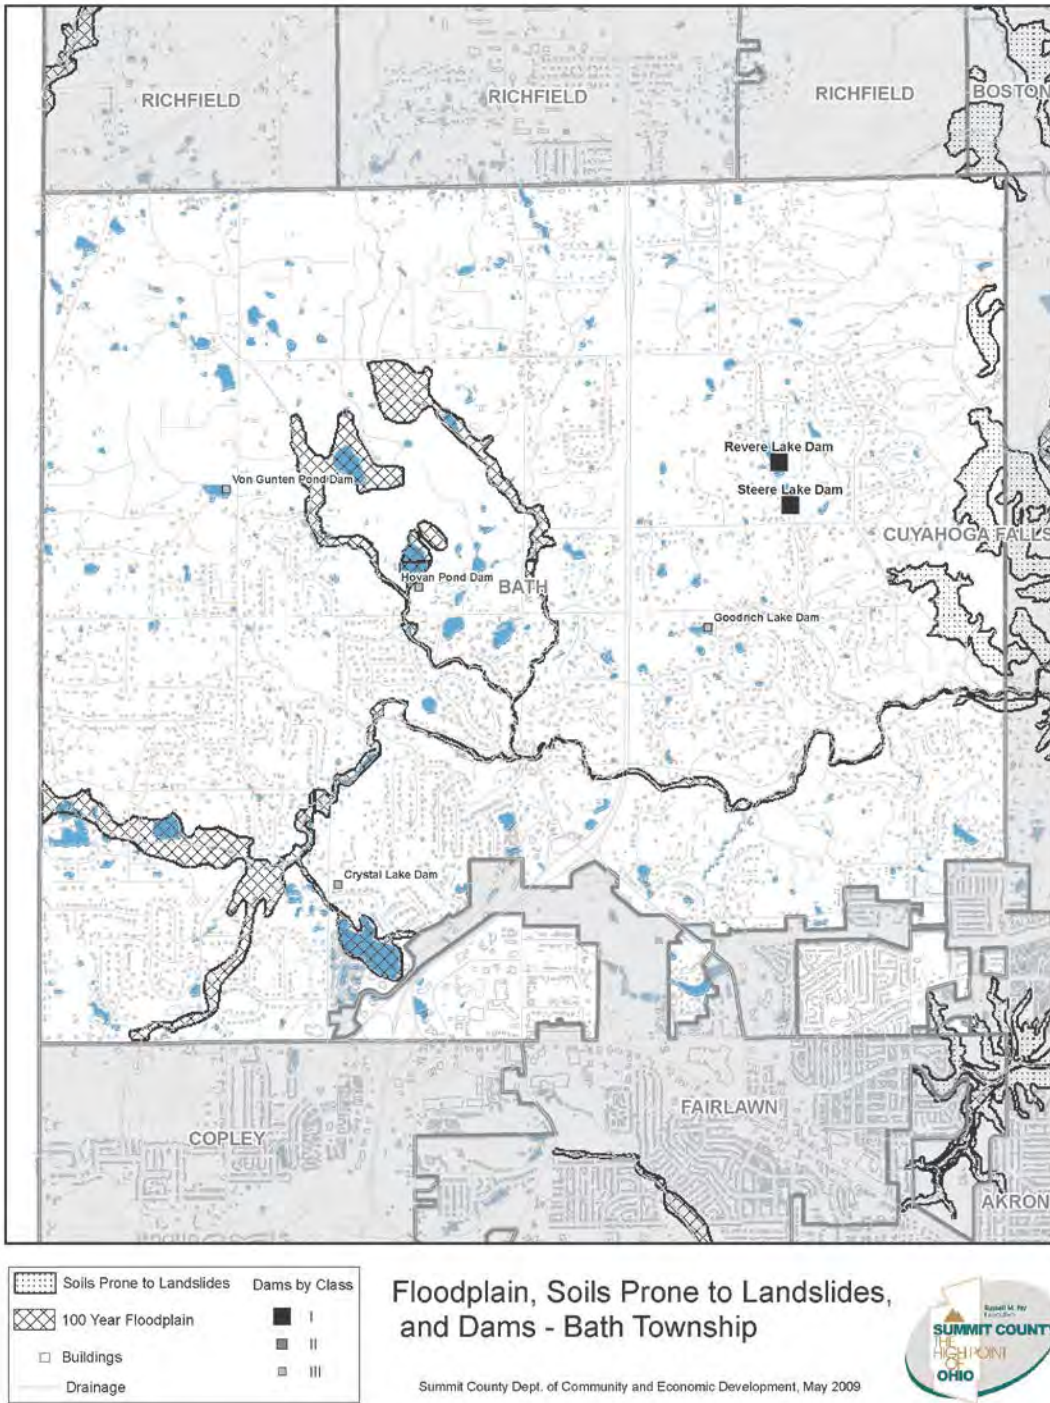 RICHFIELD
RICHFIELD
RICHFIELD
BOSTON
Revere Lake Dam
Von Gunten Pond Dam
Steere Lake Dam
CUYAHOGA FALLS
Hovan Pond Dam
BATH
Goodrich Lake Dam
Crystal Lake Dam
FAIRLAWN
COPLEY
AKRON
Soils Prone to Landslides
100 Year Floodplain
Buildings
Drainage
Dams by Class
I
II
III
Floodplain, Soils Prone to Landslides,
and Dams - Bath Township
Summit County Dept. of Community and Economic Development, May 2009
SUMMIT COUNTY
THE
HIGH POINT
OF
OHIO